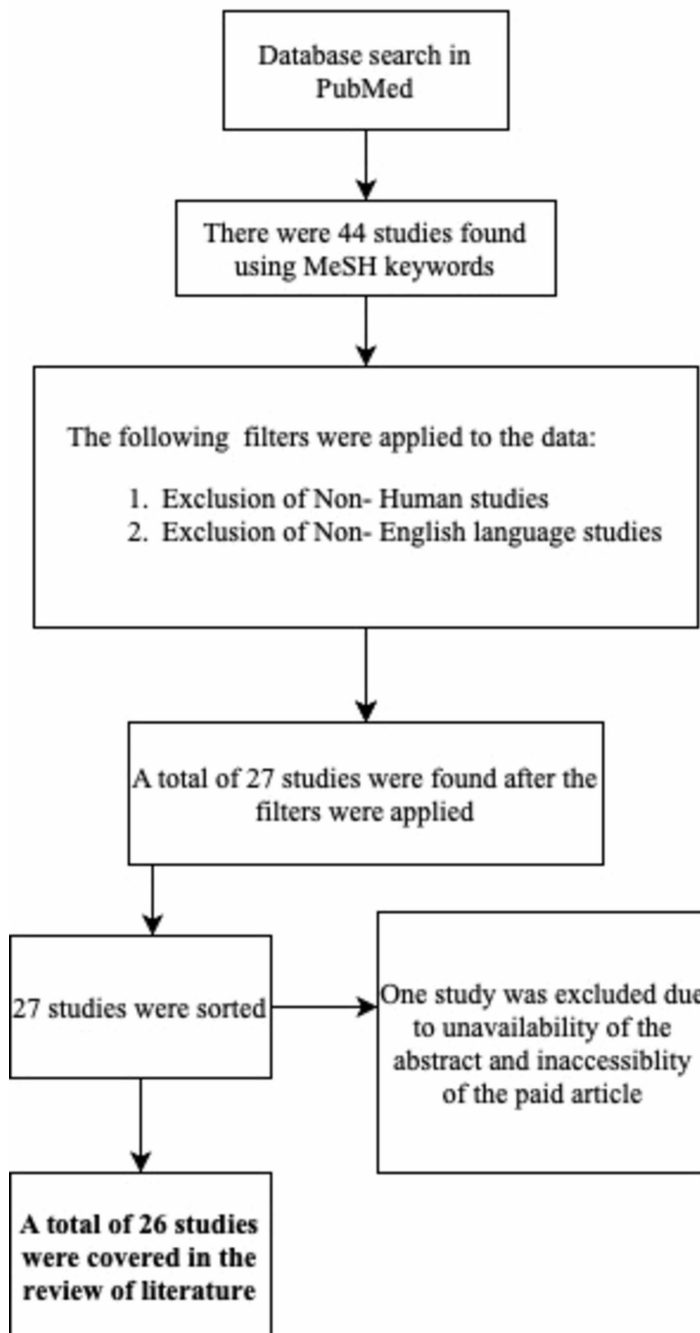 Database search in
PubMed
There were 44 studies found
using MeSH keywords
The following filters were applied to the data:
1. Exclusion of Non- Human studies
2. Exclusion of Non- English language studies
A total of 27 studies were found after the
filters were applied
27 studies were sorted
One study was excluded due
to unavailability of the
abstract and inaccessiblity
of the paid article
A total of 26 studies
were covered in the
review of literature